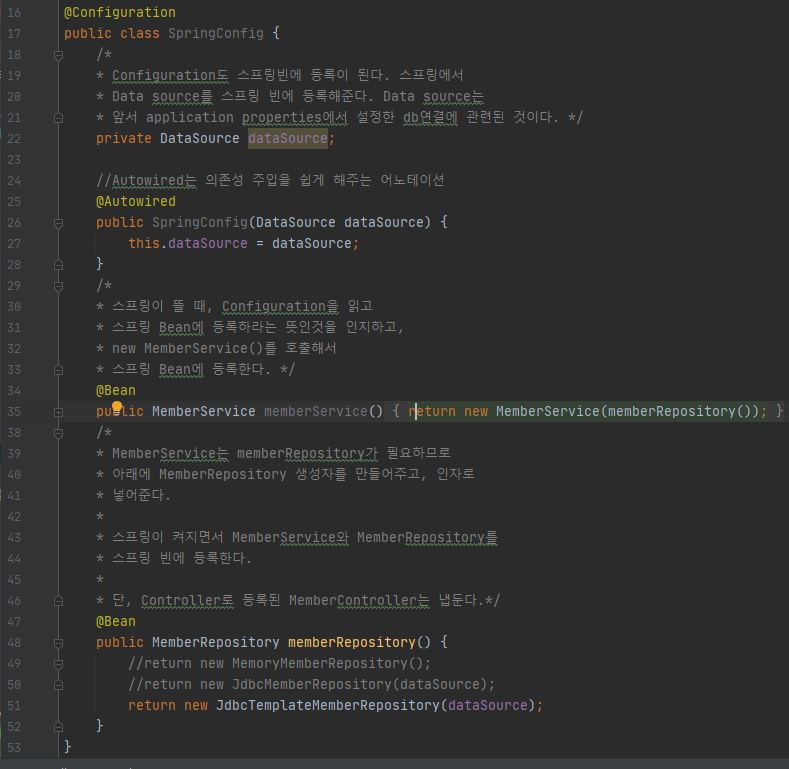 16 @Configuration
17 public class SpringConfig {
18 /*
19 * Configuration도 스프링빈에 등록이 된다. 스프링에서
20 * Data source를 스프링 빈에 등록해준다. Data source는
21 * 앞서 application properties에서 설정한 db연결에 관련된 것이다. */
22 private DataSource dataSource;
23
24 //Autowired는 의존성 주입을 쉽게 해주는 어노테이션
25 @Autowired
26 public SpringConfig(DataSource dataSource) {
27 this.dataSource = dataSource;
28 }
29 /*
30 * 스프링이 뜰 때, Configuration을 읽고
31 * 스프링 Bean에 등록하라는 뜻인것을 인지하고,
32 * new MemberService()를 호출해서
33 * 스프링 Bean에 등록한다. */
34 @Bean
35 public MemberService memberService() { return new MemberService(memberRepository()); }
38 /*
39 * MemberService는 memberRepository가 필요하므로
40 * 아래에 MemberRepository 생성자를 만들어주고, 인자로
41 * 넣어준다.
42 *
43 * 스프링이 켜지면서 MemberService와 MemberRepository를
44 * 스프링 빈에 등록한다.
45 *
46 * 단, Controller로 등록된 MemberController는 냅둔다.*/
47 @Bean
48 public MemberRepository memberRepository() {
49 //return new MemoryMemberRepository();
50 //return new JdbcMemberRepository(dataSource);
51 return new JdbcTemplateMemberRepository(dataSource);
52 }
53 }